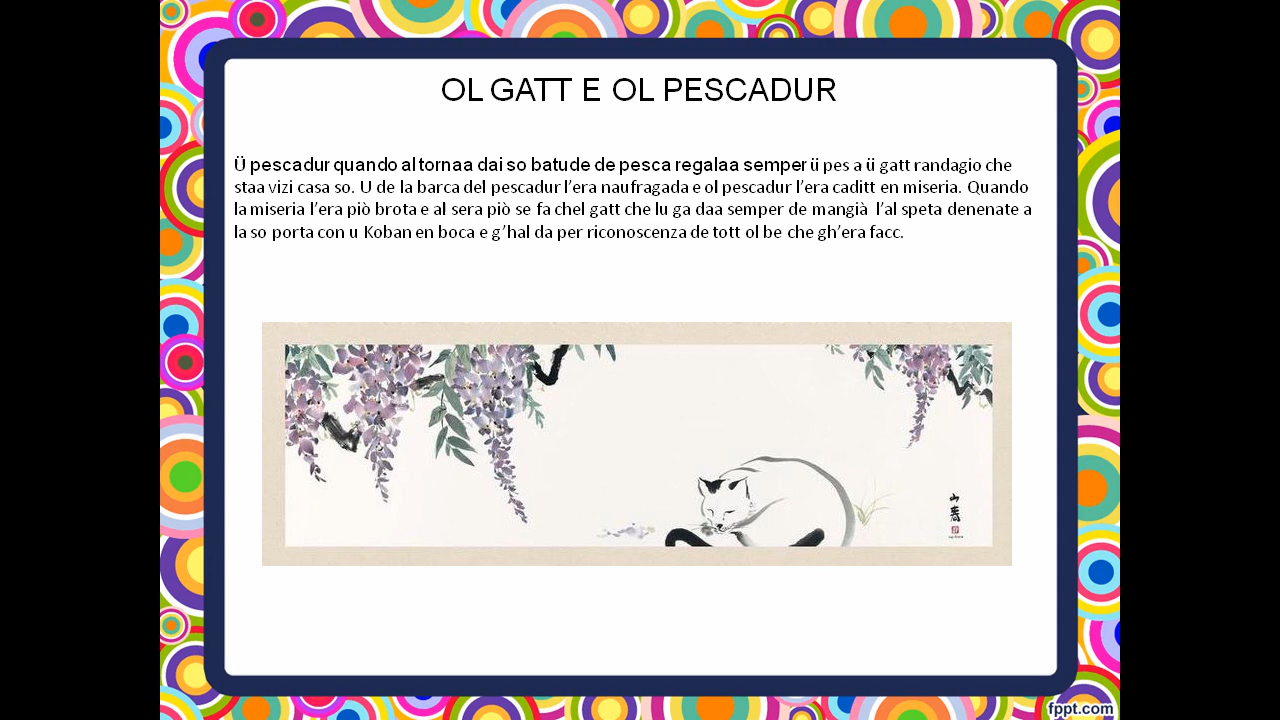 OL GATT E OL PESCADUR
Ü pescadur quando al tornaa dai so batude de pesca regalaa semper ü pes a ü gatt randagio che
staa vizi casa so. U de la barca del pescadur l’era naufragada e ol pescadur l’era caditt en miseria. Quando
la miseria l’era piò brota e al sera piò se fa chel gatt che lu ga daa semper de mangià l’al speta denenate a
la so porta con u Koban en boca e g’hal da per riconoscenza de tott ol be che gh’era facc.
fppt.com